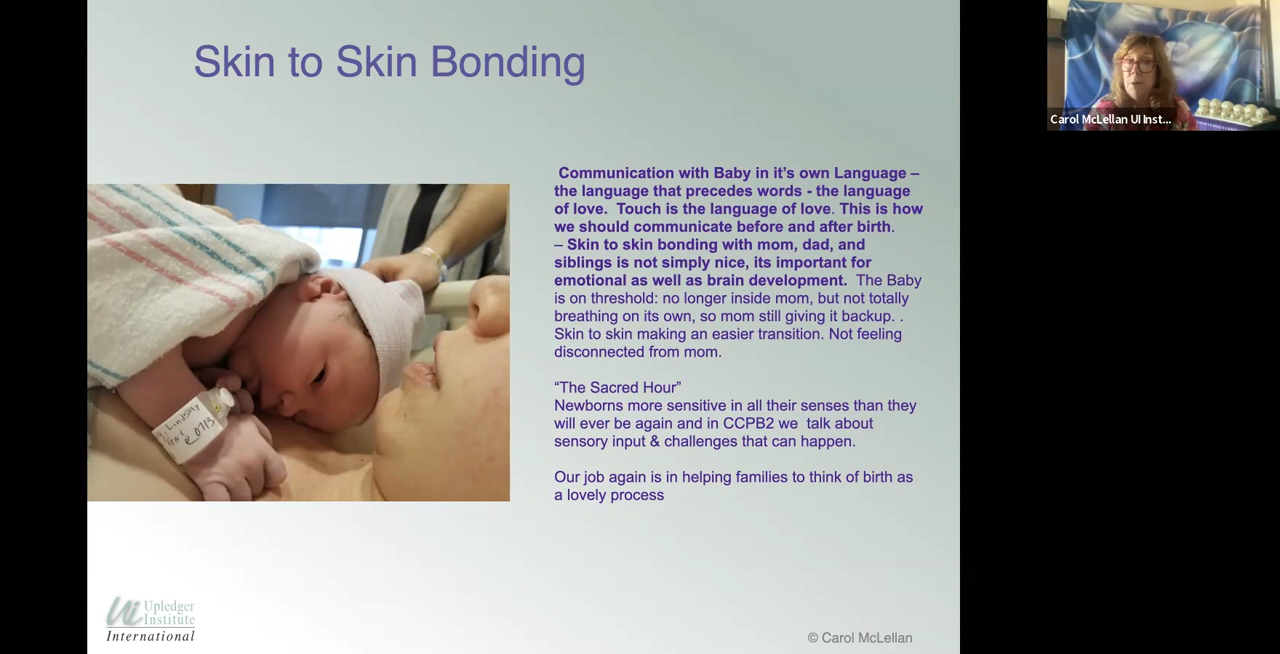 Skin to Skin Bonding
Carol McLellan UI Inst...
Communication with Baby in it’s own Language –
the language that precedes words - the language
of love.  Touch is the language of love. This is how
we should communicate before and after birth.
– Skin to skin bonding with mom, dad, and
siblings is not simply nice, its important for
emotional as well as brain development.  The Baby
is on threshold: no longer inside mom, but not totally
breathing on its own, so mom still giving it backup. .
Skin to skin making an easier transition. Not feeling
disconnected from mom.
“The Sacred Hour”
Newborns more sensitive in all their senses than they
will ever be again and in CCPB2 we  talk about
sensory input & challenges that can happen.
Our job again is in helping families to think of birth as
a lovely process
Lindsay
Girl
0713
Ui Upledger
Institute
International
© Carol McLellan